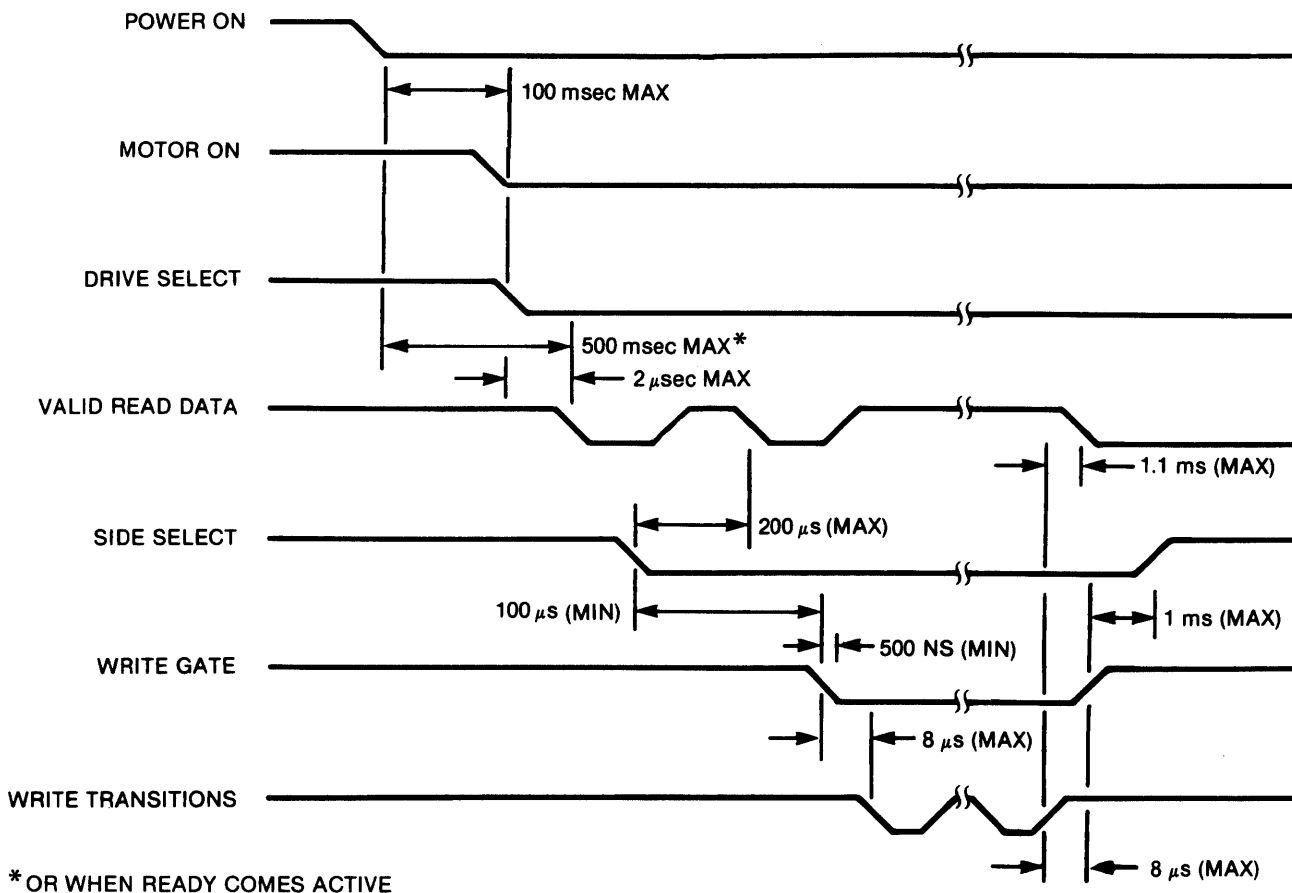 POWER ON
100 msec MAX
MOTOR ON
DRIVE SELECT
500 msec MAX*
2 μsec MAX
VALID READ DATA
1.1 ms (MAX)
200 μs (MAX)
SIDE SELECT
100 μs (MIN)
1 ms (MAX)
500 NS (MIN)
WRITE GATE
8 μs (MAX)
WRITE TRANSITIONS
8 μs (MAX)
*OR WHEN READY COMES ACTIVE